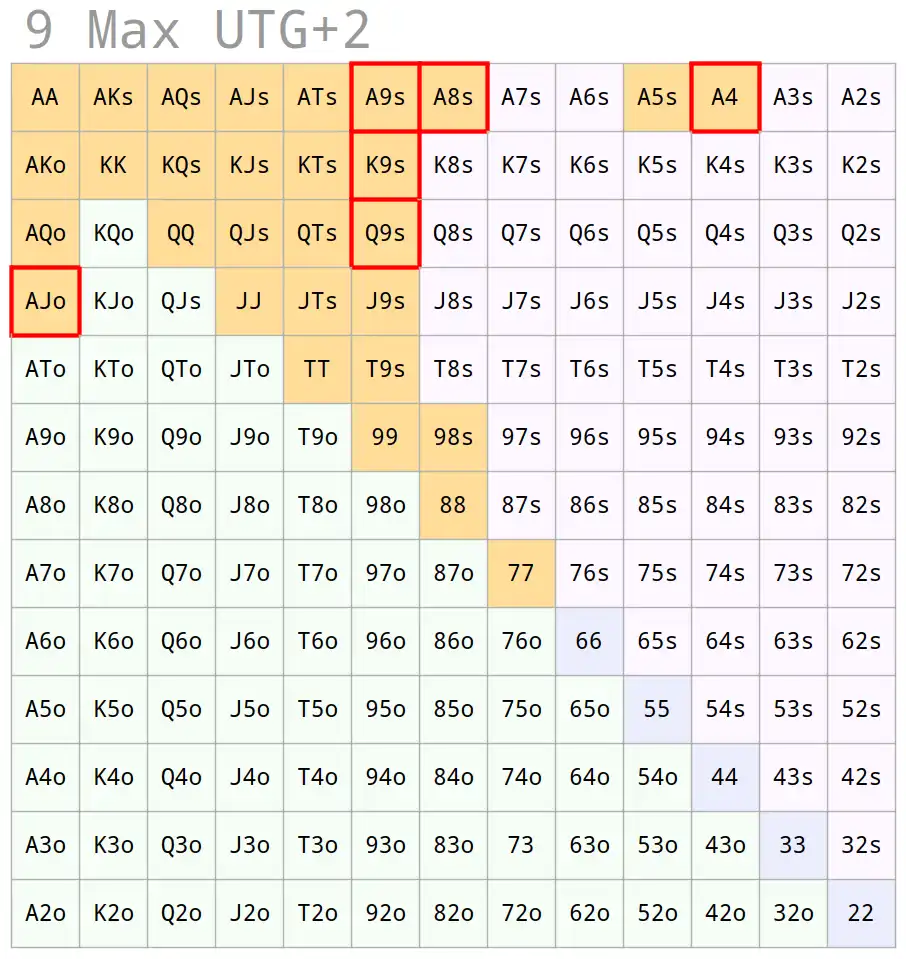 9 Max UTG+2
AA AKs AQs AJs ATs A9s A8s A7s A6s A5s A4 A3s A2s
AKo KK KQs KJs KTs K9s K8s K7s K6s K5s K4s K3s K2s
AQo KQo QQ QJs QTs Q9s Q8s Q7s Q6s Q5s Q4s Q3s Q2s
AJo KJo QJs JJ JTs J9s J8s J7s J6s J5s J4s J3s J2s
ATo KTo QTo JTo TT T9s T8s T7s T6s T5s T4s T3s T2s
A9o K9o Q9o J9o T9o 99 98s 97s 96s 95s 94s 93s 92s
A8o K8o Q8o J8o T8o 98o 88 87s 86s 85s 84s 83s 82s
A7o K7o Q7o J7o T7o 97o 87o 77 76s 75s 74s 73s 72s
A6o K6o Q6o J6o T6o 96o 86o 76o 66 65s 64s 63s 62s
A5o K5o Q5o J5o T5o 95o 85o 75o 65o 55 54s 53s 52s
A4o K4o Q4o J4o T4o 94o 84o 74o 64o 54o 44 43s 42s
A3o K3o Q3o J3o T3o 93o 83o 73 63o 53o 43o 33 32s
A2o K2o Q2o J2o T2o 92o 82o 72o 62o 52o 42o 32o 22